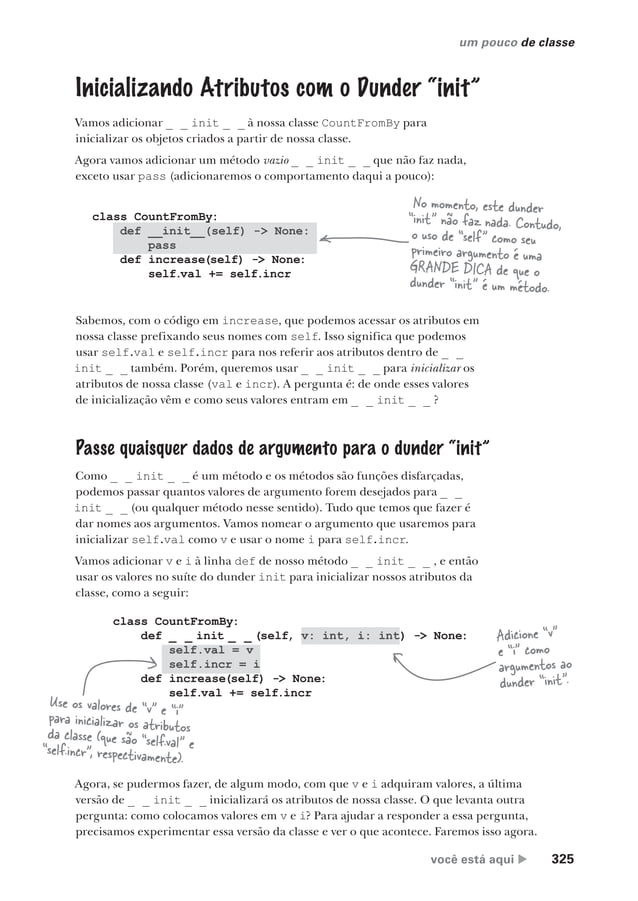 um pouco de classe
Inicializando Atributos com o Dunder “init”
Vamos adicionar _ _ init _ _ à nossa classe CountFromBy para
inicializar os objetos criados a partir de nossa classe.
Agora vamos adicionar um método vazio _ _ init _ _ que não faz nada,
exceto usar pass (adicionaremos o comportamento daqui a pouco):
class CountFromBy:
def __init__(self) -> None:
pass
def increase(self) -> None:
self.val += self.incr
No momento, este dunder
“init” não faz nada. Contudo,
o uso de “self” como seu
primeiro argumento é uma
GRANDE DICA de que o
dunder “init” é um método.
Sabemos, com o código em increase, que podemos acessar os atributos em
nossa classe prefixando seus nomes com self. Isso significa que podemos
usar self.val e self.incr para nos referir aos atributos dentro de _ _
init _ _ também. Porém, queremos usar _ _ init _ _ para inicializar os
atributos de nossa classe (val e incr). A pergunta é: de onde esses valores
de inicialização vêm e como seus valores entram em _ _ init _ _ ?
Passe quaisquer dados de argumento para o dunder “init”
Como _ _ init _ _ é um método e os métodos são funções disfarçadas,
podemos passar quantos valores de argumento forem desejados para _ _
init _ _ (ou qualquer método nesse sentido). Tudo que temos que fazer é
dar nomes aos argumentos. Vamos nomear o argumento que usaremos para
inicializar self.val como v e usar o nome i para self.incr.
Vamos adicionar v e i à linha def de nosso método _ _ init _ _ , e então
usar os valores no suíte do dunder init para inicializar nossos atributos da
classe, como a seguir:
class CountFromBy:
def _ _ init _ _ (self, v: int, i: int) -> None:
self.val = v
self.incr = i
def increase(self) -> None:
self.val += self.incr
Adicione “v”
e “i” como
argumentos ao
dunder “init”.
Use os valores de “v” e “i”
para inicializar os atributos
da classe (que são “self.val” e
“self.incr”, respectivamente).
Agora, se pudermos fazer, de algum modo, com que v e i adquiram valores, a última
versão de _ _ init _ _ inicializará os atributos de nossa classe. O que levanta outra
pergunta: como colocamos valores em v e i? Para ajudar a responder a essa pergunta,
precisamos experimentar essa versão da classe e ver o que acontece. Faremos isso agora.
você está aqui ▶ 325